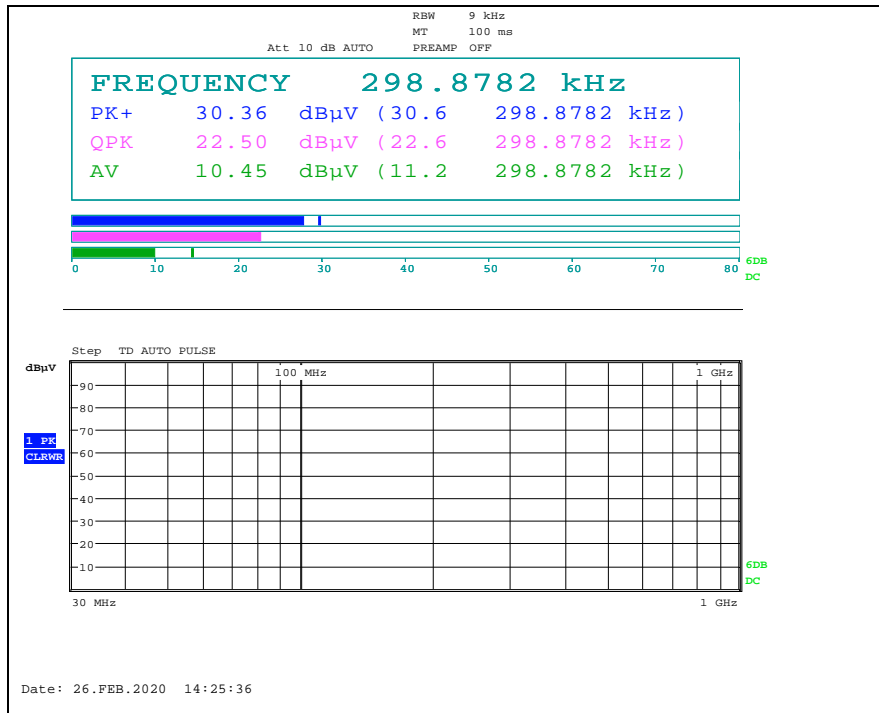 RBW 9 kHz
MT 100 ms
Att 10 dB AUTO PREAMP OFF
FREQUENCY 298.8782 kHz
PK+ 30.36 dBµV (30.6 298.8782 kHz)
QPK 22.50 dBµV (22.6 298.8782 kHz)
AV 10.45 dBµV (11.2 298.8782 kHz)
0 10 20 30 40 50 60 70 80
6DB
DC
Step TD AUTO PULSE
dBµV
100 MHz 1 GHz
90
80
70
1 PK
CLRWR
60
50
40
30
20
10
6DB
DC
30 MHz 1 GHz
Date: 26.FEB.2020 14:25:36